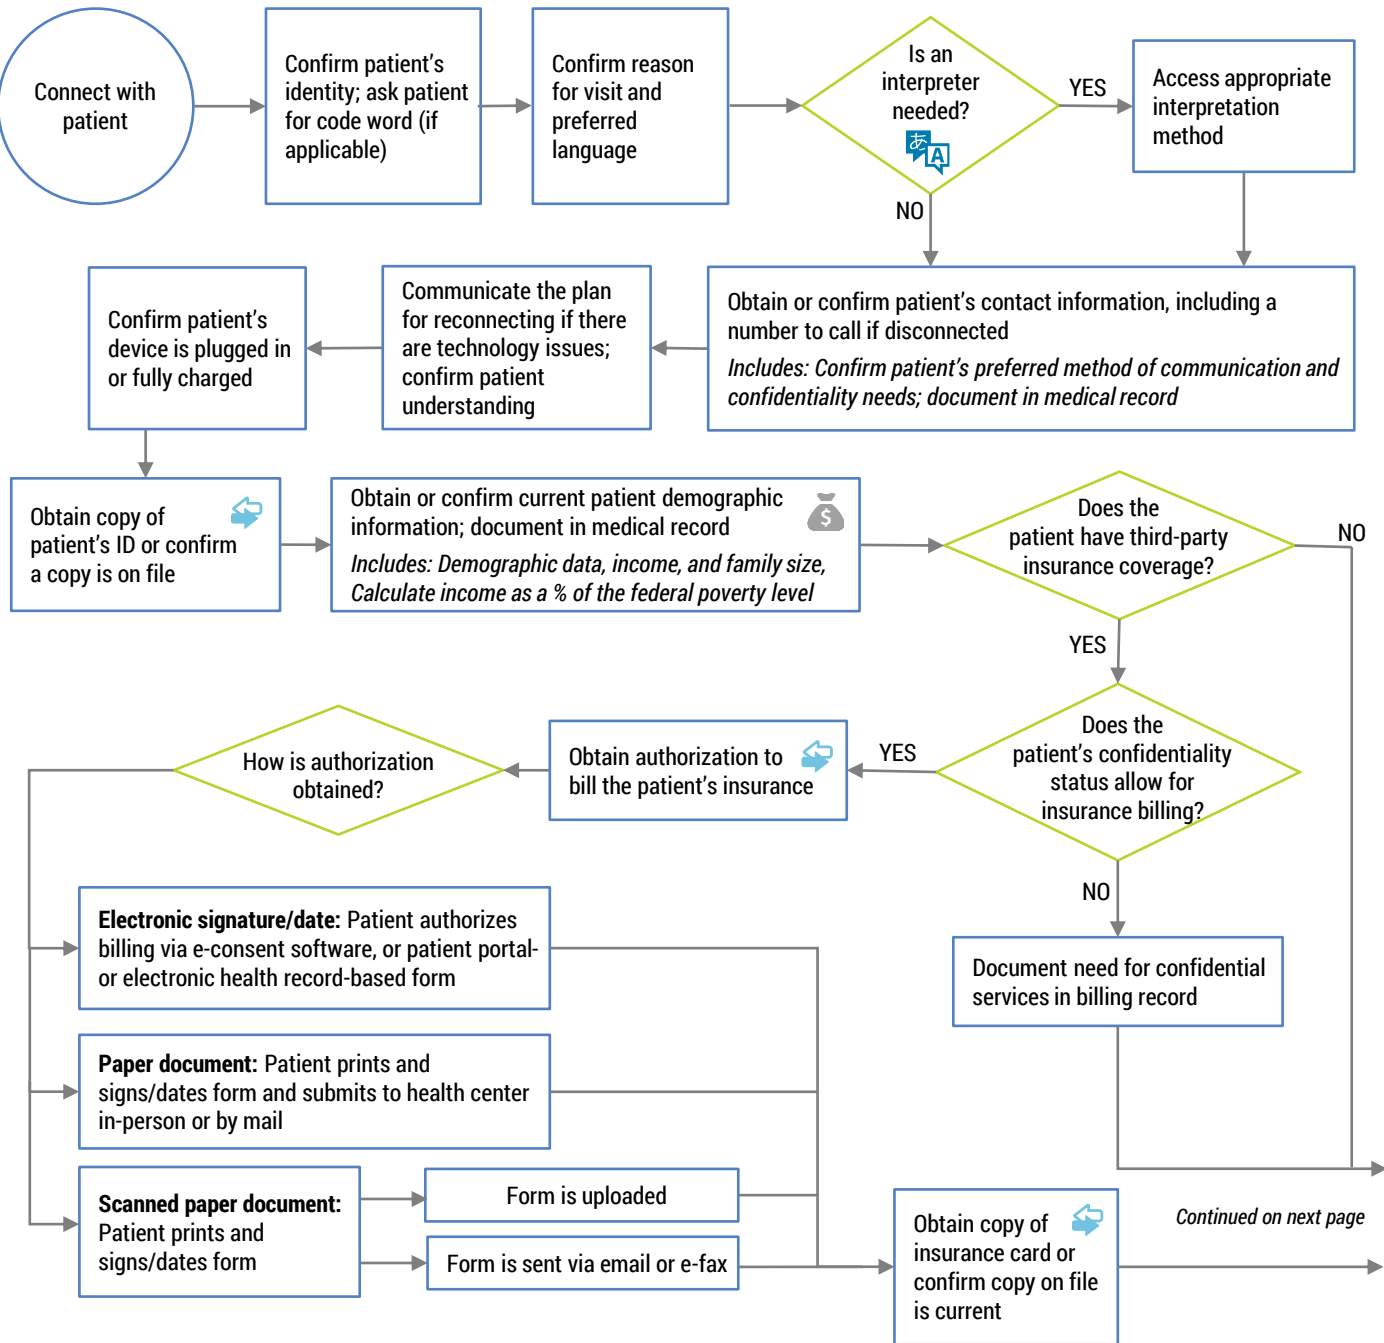 Connect with
patient
Confirm patient's
identity; ask patient
for code word (if
applicable)
Confirm reason
for visit and
preferred
language
Is an
interpreter
needed?
あ
A
YES
NO
Access appropriate
interpretation
method
Obtain or confirm patient's contact information, including a
number to call if disconnected
Includes: Confirm patient's preferred method of communication and
confidentiality needs; document in medical record
Communicate the plan
for reconnecting if there
are technology issues;
confirm patient
understanding
Confirm patient's
device is plugged in
or fully charged
Obtain copy of
patient's ID or confirm
a copy is on file
Obtain or confirm current patient demographic
information; document in medical record
$
Includes: Demographic data, income, and family size,
Calculate income as a % of the federal poverty level
Does the
patient have third-party
insurance coverage?
NO
YES
Does the
patient's confidentiality
status allow for
insurance billing?
YES
NO
Obtain authorization to
bill the patient's insurance
How is authorization
obtained?
Electronic signature/date: Patient authorizes
billing via e-consent software, or patient portal-
or electronic health record-based form
Document need for confidential
services in billing record
Paper document: Patient prints and
signs/dates form and submits to health center
in-person or by mail
Scanned paper document:
Patient prints and
signs/dates form
Form is uploaded
Form is sent via email or e-fax
Obtain copy of
insurance card or
confirm copy on file
is current
Continued on next page